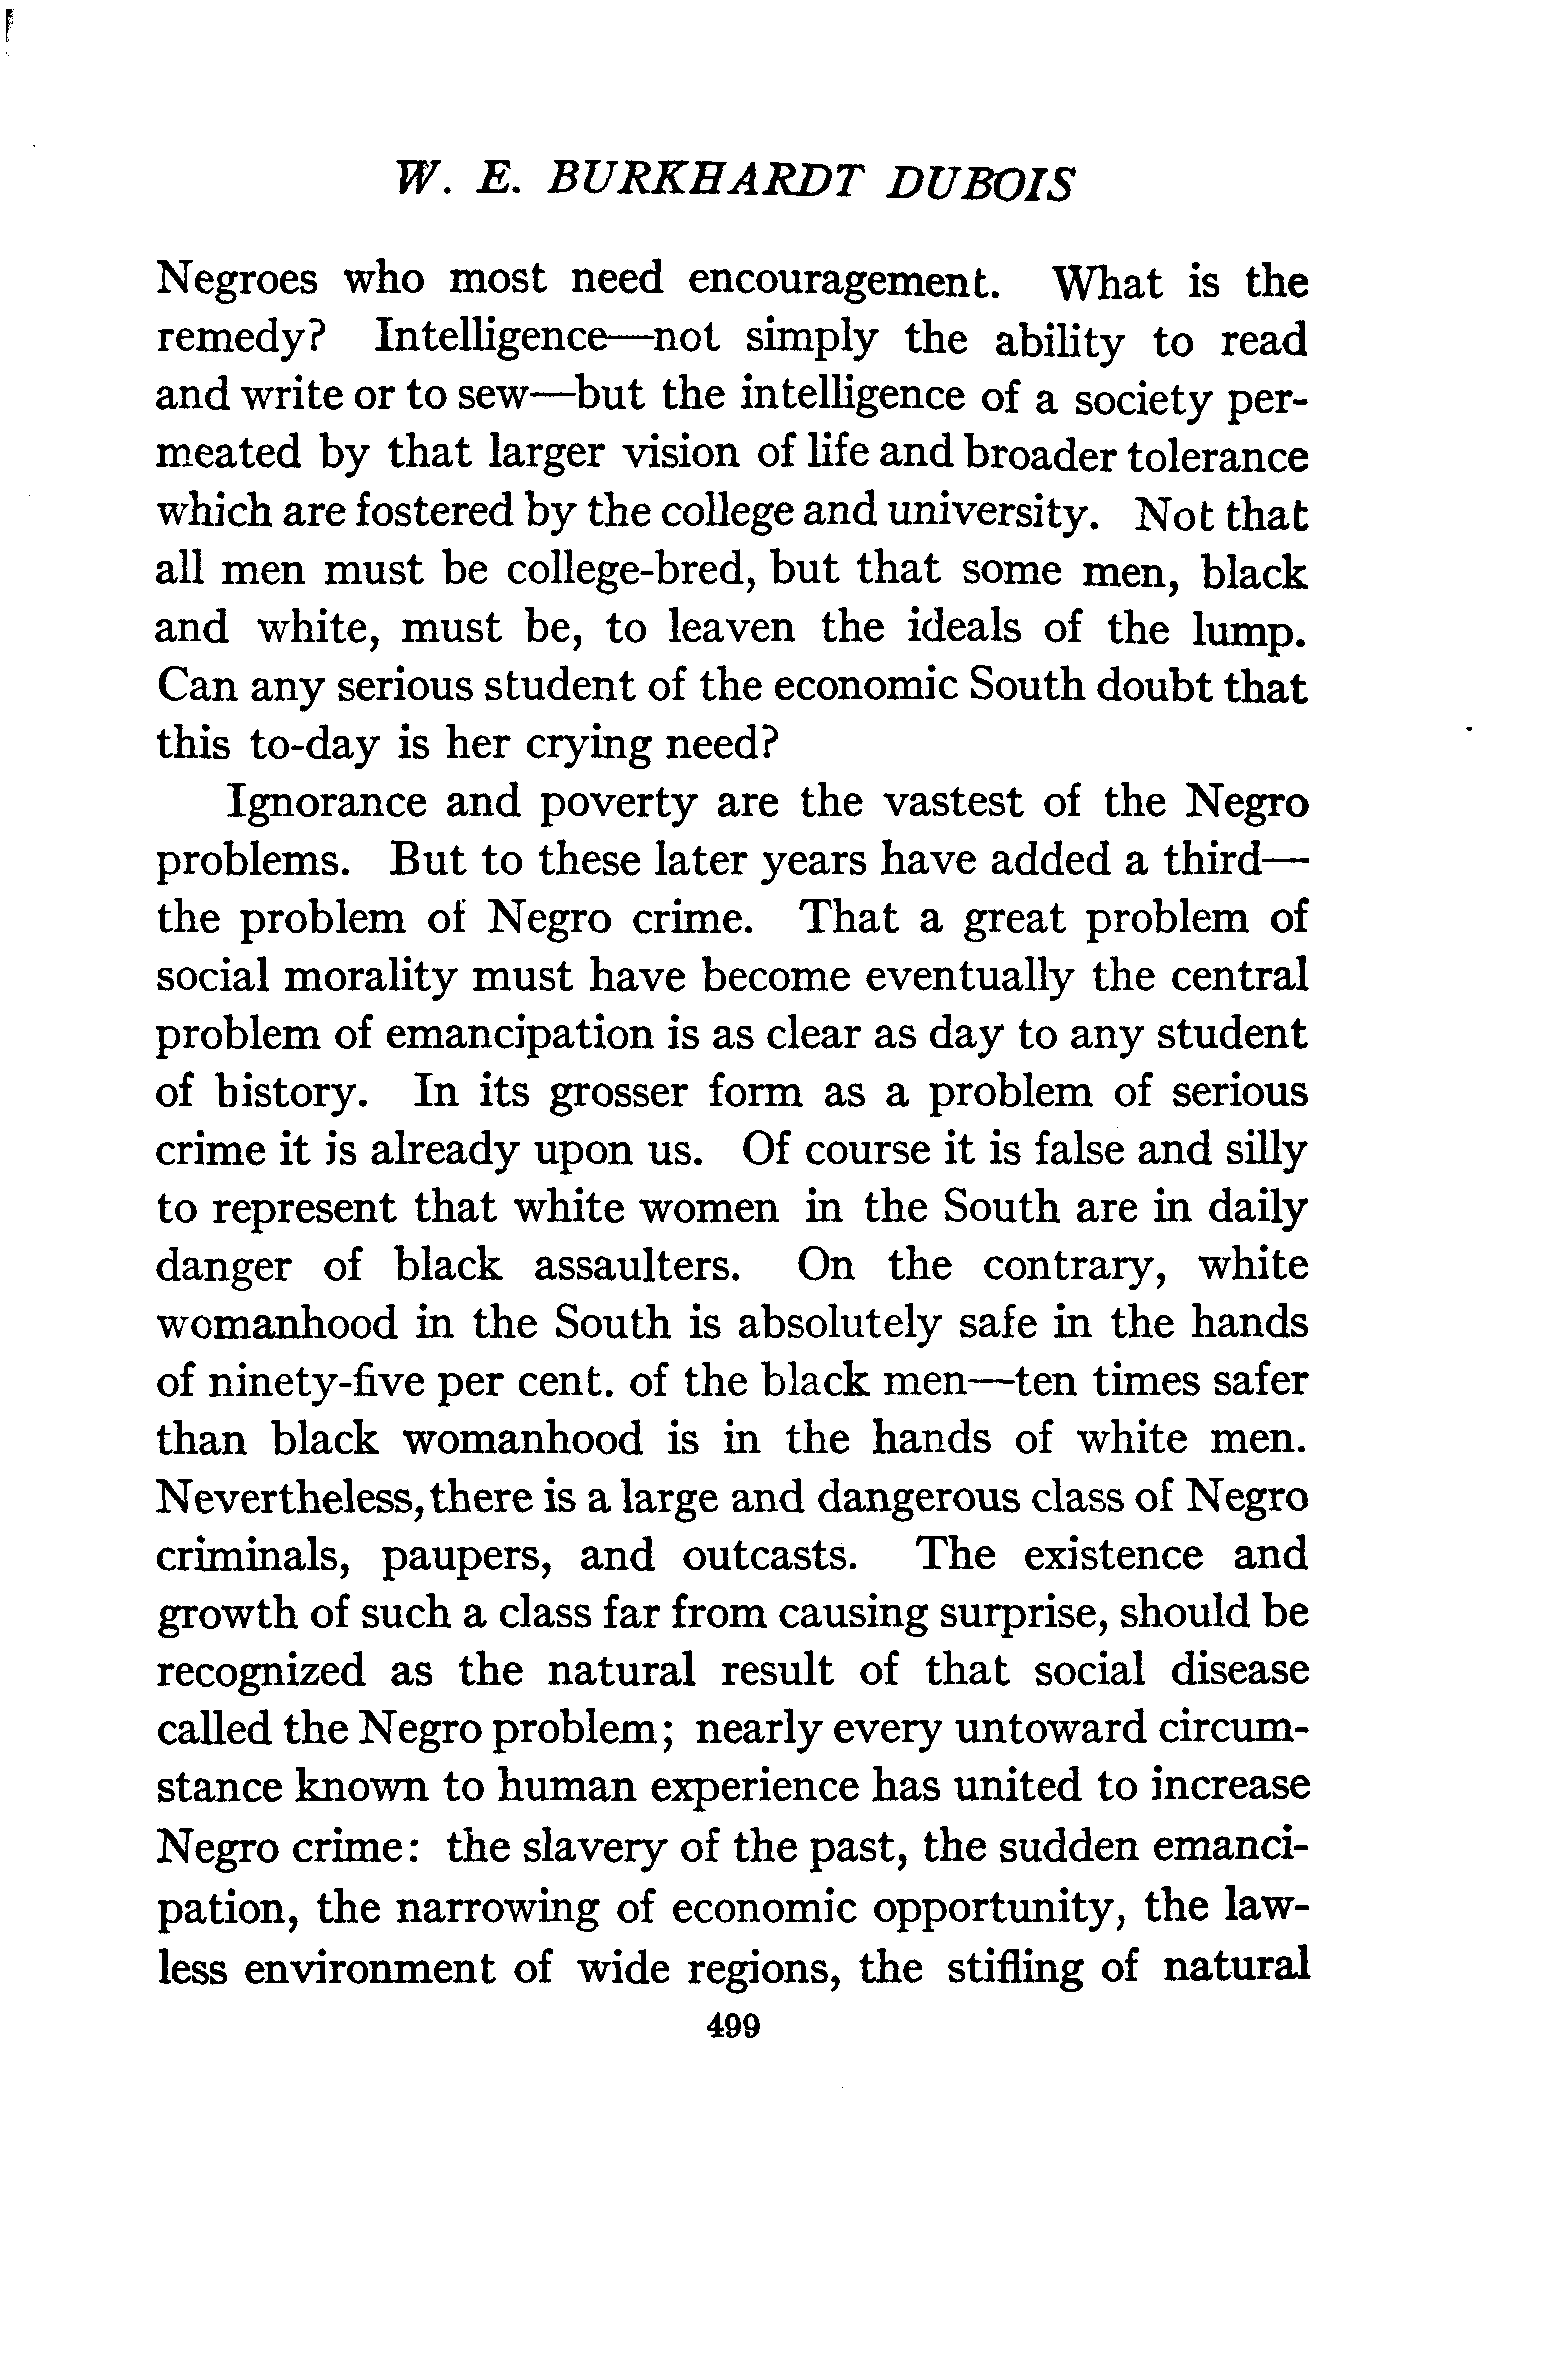 W. E. BURKHARDT DUBOIS
Negroes who most need encouragement. What is the
remedy? Intelligence—not simply the ability to read
and write or to sew—but the intelligence of a society per-
meated by that larger vision of life and broader tolerance
which are fostered by the college and university. Not that
all men must be college-bred, but that some men, black
and white, must be, to leaven the ideals of the lump.
Can any serious student of the economic South doubt that
this to-day is her crying need?
Ignorance and poverty are the vastest of the Negro
problems. But to these later years have added a third—
the problem of Negro crime. That a great problem of
social morality must have become eventually the central
problem of emancipation is as clear as day to any student
of history. In its grosser form as a problem of serious
crime it is already upon us. Of course it is false and silly
to represent that white women in the South are in daily
danger of black assaulters. On the contrary, white
womanhood in the South is absolutely safe in the hands
of ninety-five per cent. of the black men—ten times safer
than black womanhood is in the hands of white men.
Nevertheless, there is a large and dangerous class of Negro
criminals, paupers, and outcasts. The existence and
growth of such a class far from causing surprise, should be
recognized as the natural result of that social disease
called the Negro problem; nearly every untoward circum-
stance known to human experience has united to increase
Negro crime: the slavery of the past, the sudden emanci-
pation, the narrowing of economic opportunity, the law-
less environment of wide regions, the stifling of natural
499